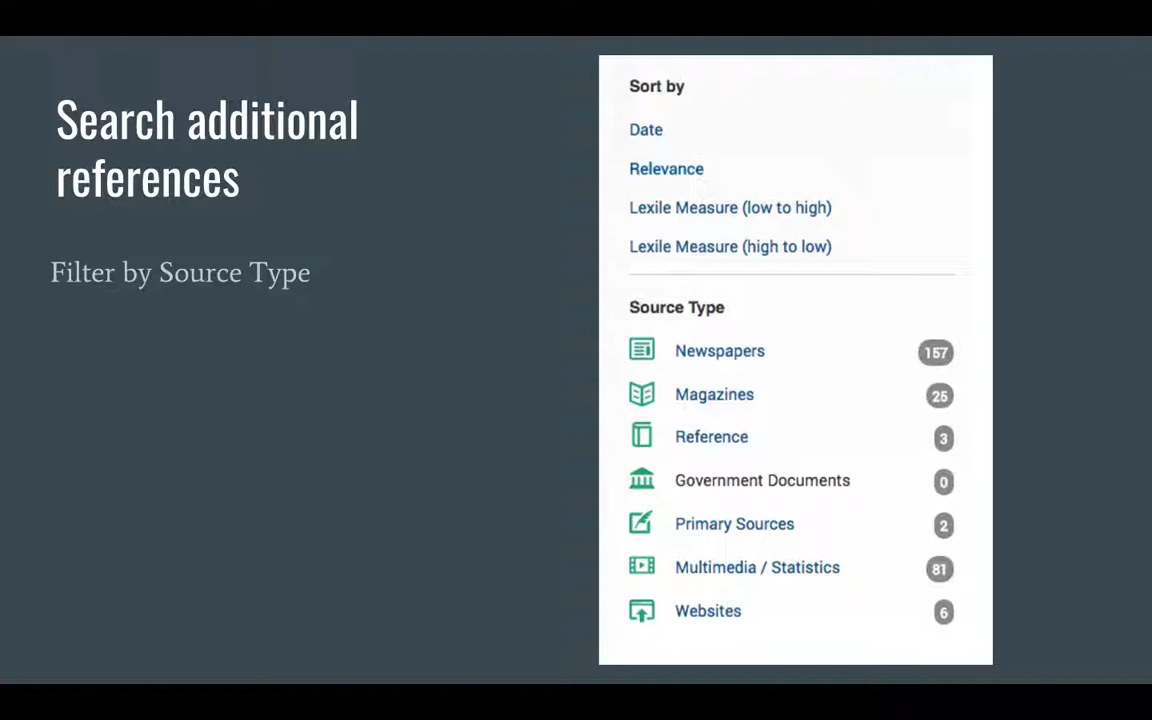 Search additional
references
Filter by Source Type
Sort by
Date
Relevance
Lexile Measure (low to high)
Lexile Measure (high to low)
Source Type
Newspapers 157
Magazines 25
Reference 3
Government Documents 0
Primary Sources 2
Multimedia / Statistics 81
Websites 6